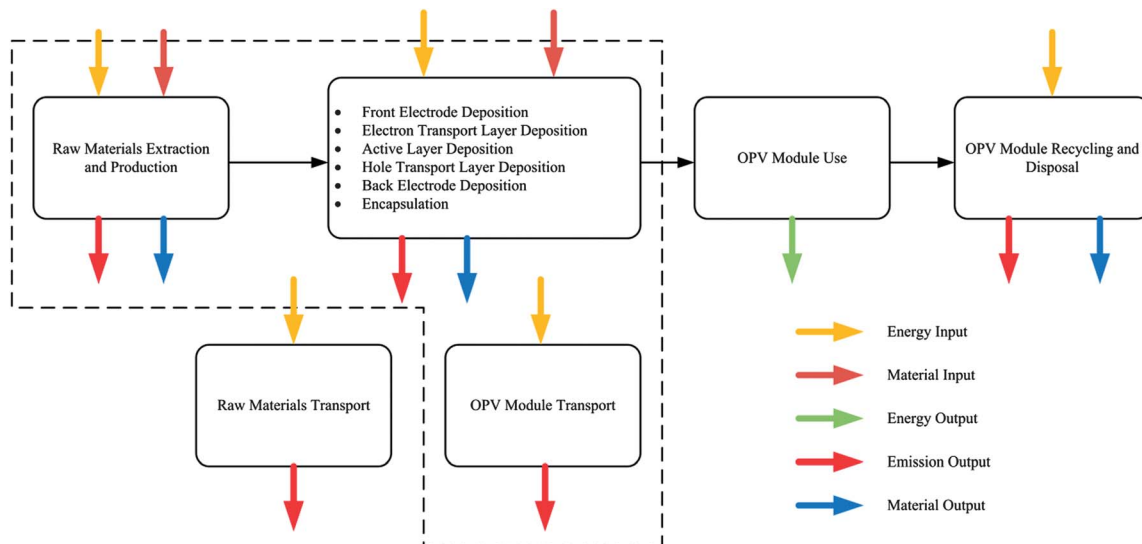 Raw Materials Extraction
and Production
• Front Electrode Deposition
• Electron Transport Layer Deposition
• Active Layer Deposition
• Hole Transport Layer Deposition
• Back Electrode Deposition
• Encapsulation
OPV Module Use
OPV Module Recycling and
Disposal
Raw Materials Transport
OPV Module Transport
Energy Input
Material Input
Energy Output
Emission Output
Material Output